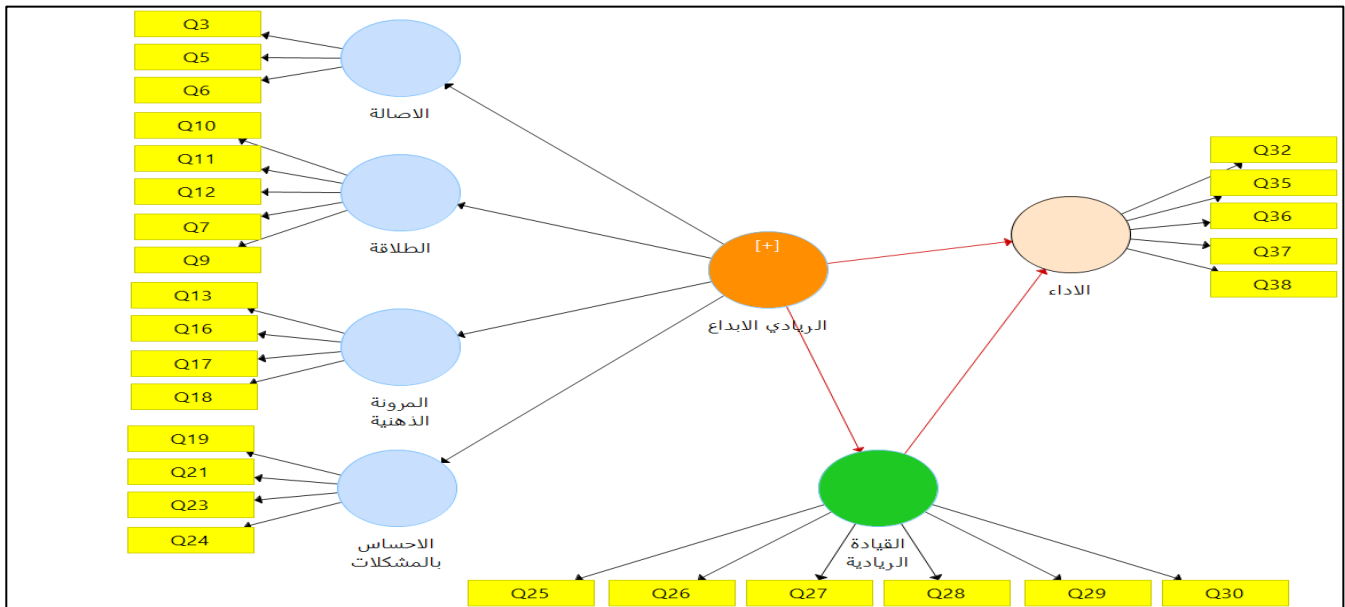 Q3
Q5
Q6
الاصالة
Q10
Q11
Q12
Q7
Q9
الطلاقة
Q13
Q16
Q17
Q18
المرونة
الذهنية
Q19
Q21
Q23
Q24
الاحساس
بالمشكلات
[+]
الريادي الابداع
Q32
Q35
Q36
Q37
Q38
الاداء
القيادة
الريادية
Q25
Q26
Q27
Q28
Q29
Q30